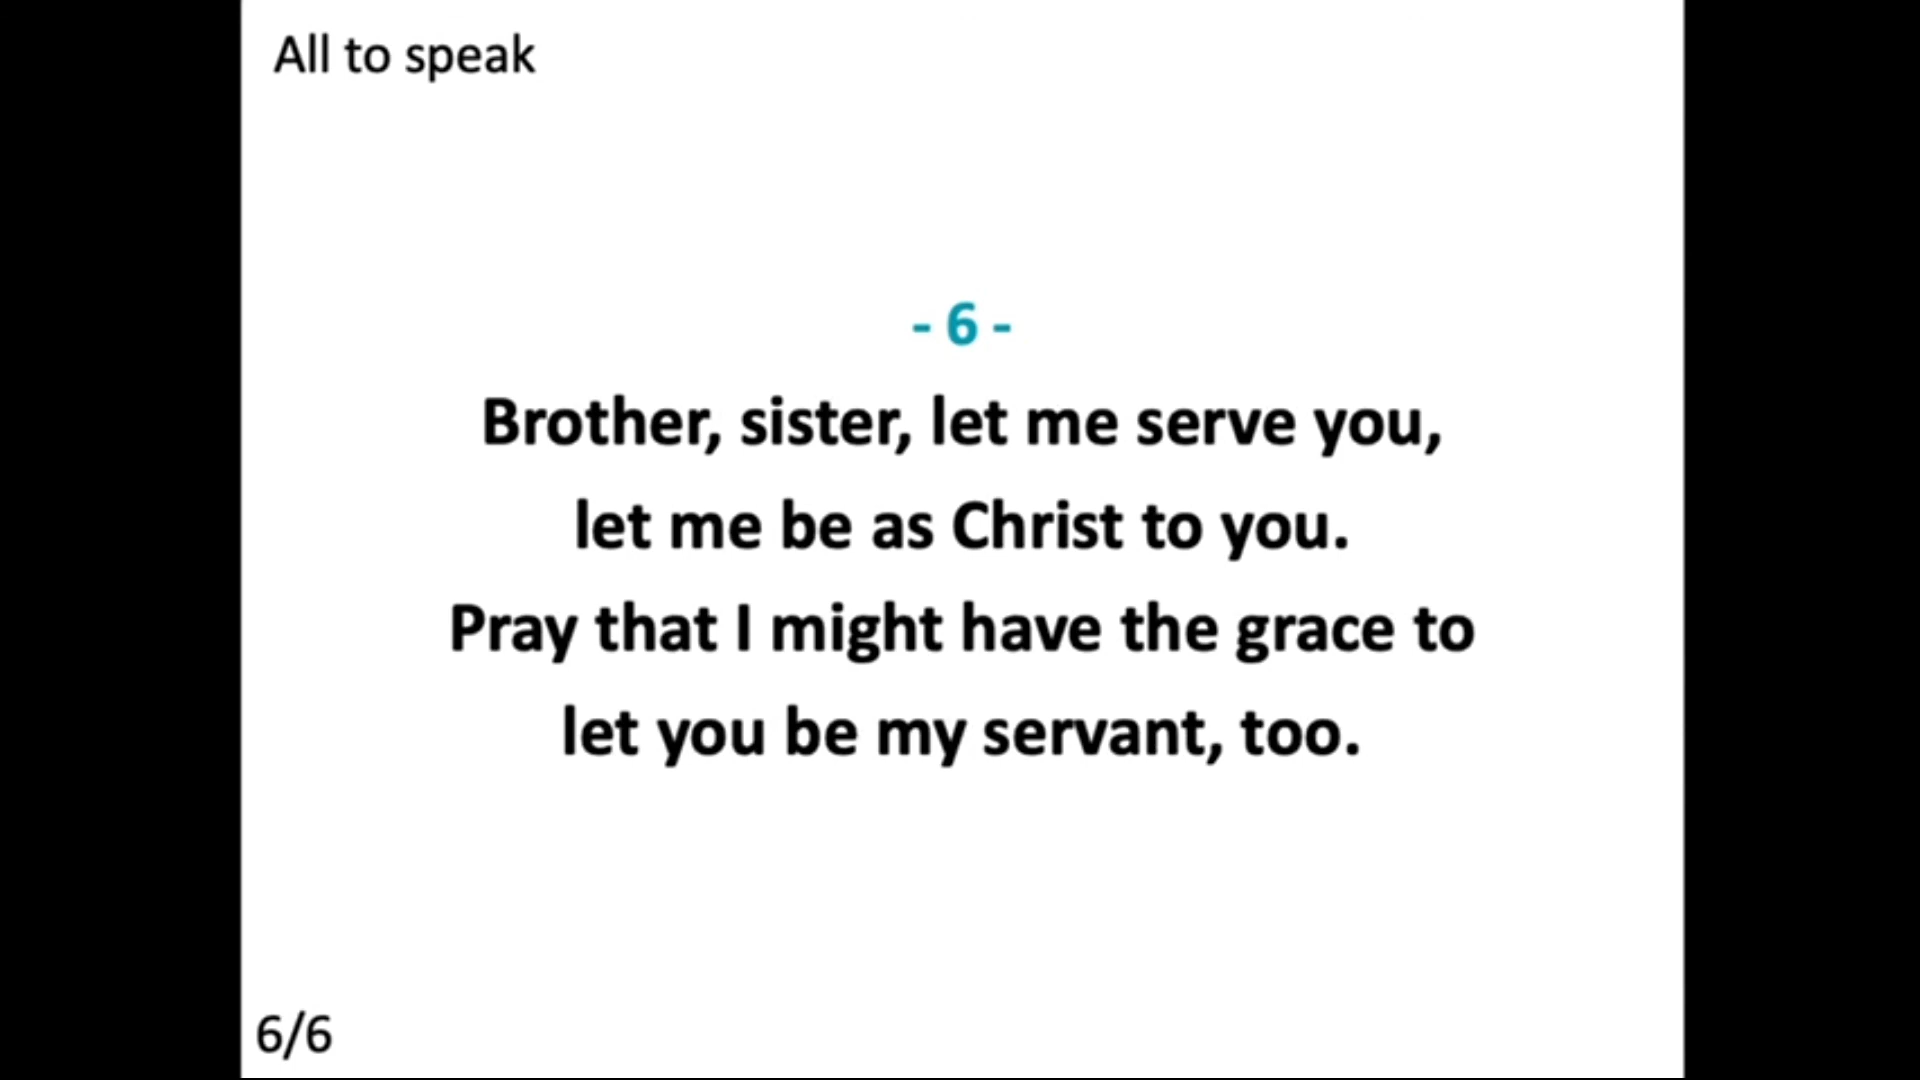 All to speak
- 6 -
Brother, sister, let me serve you,
let me be as Christ to you.
Pray that I might have the grace to
let you be my servant, too.
6/6